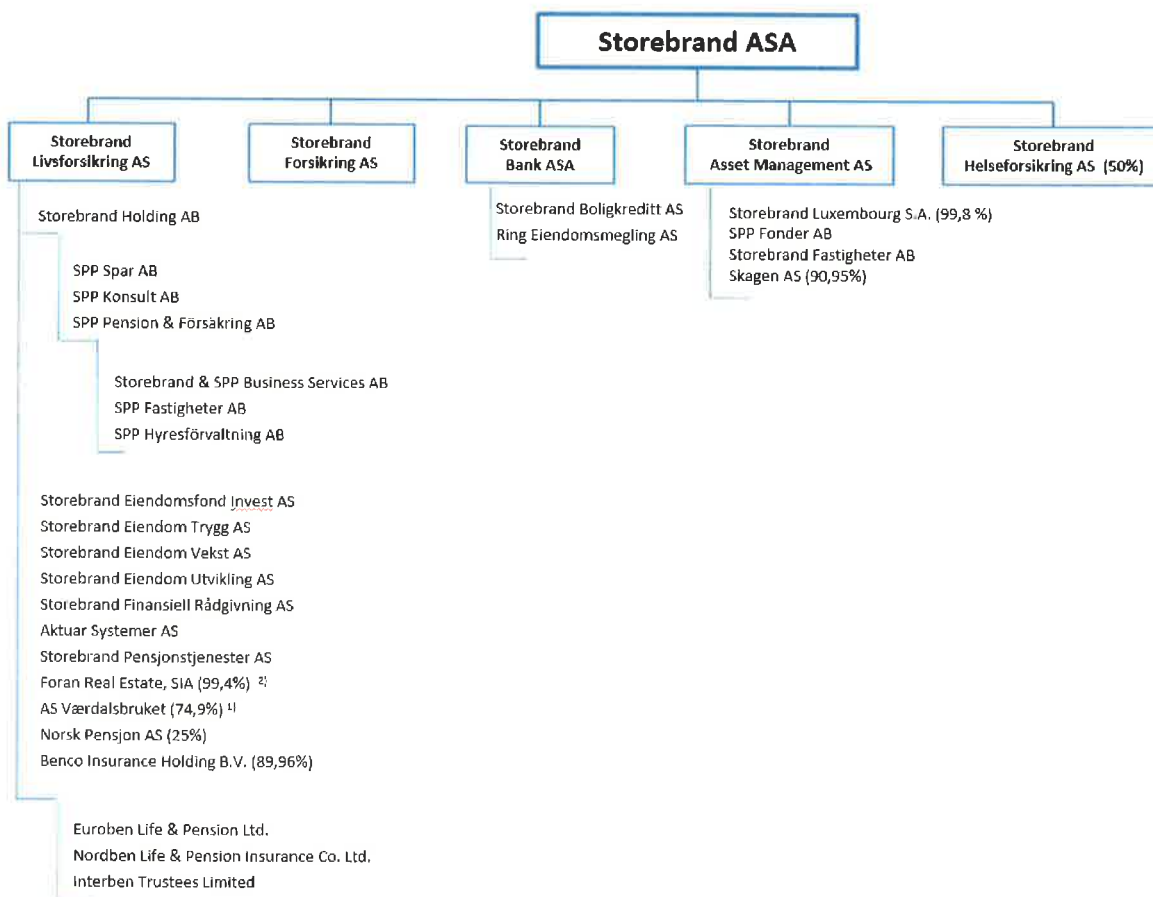 Storebrand ASA
Storebrand
Livsforsikring AS
Storebrand
Forsikring AS
Storebrand
Bank ASA
Storebrand
Asset Management AS
Storebrand
Helseforsikring AS (50%)
Storebrand Holding AB
SPP Spar AB
SPP Konsult AB
SPP Pension & Försäkring AB
Storebrand & SPP Business Services AB
SPP Fastigheter AB
SPP Hyresförvaltning AB
Storebrand Eiendomsfond Invest AS
Storebrand Eiendom Trygg AS
Storebrand Eiendom Vekst AS
Storebrand Eiendom Utvikling AS
Storebrand Finansiell Rådgivning AS
Aktuar Systemer AS
Storebrand Pensjonstjenester AS
Foran Real Estate, SIA (99,4%) 2)
AS Værdalsbruket (74,9%) 1)
Norsk Pensjon AS (25%)
Benco Insurance Holding B.V. (89,96%)
Euroben Life & Pension Ltd.
Nordben Life & Pension Insurance Co. Ltd.
Interben Trustees Limited
Storebrand Boligkreditt AS
Ring Eiendomsmegling AS
Storebrand Luxembourg S.A. (99,8 %)
SPP Fonder AB
Storebrand Fastigheter AB
Skagen AS (90,95%)